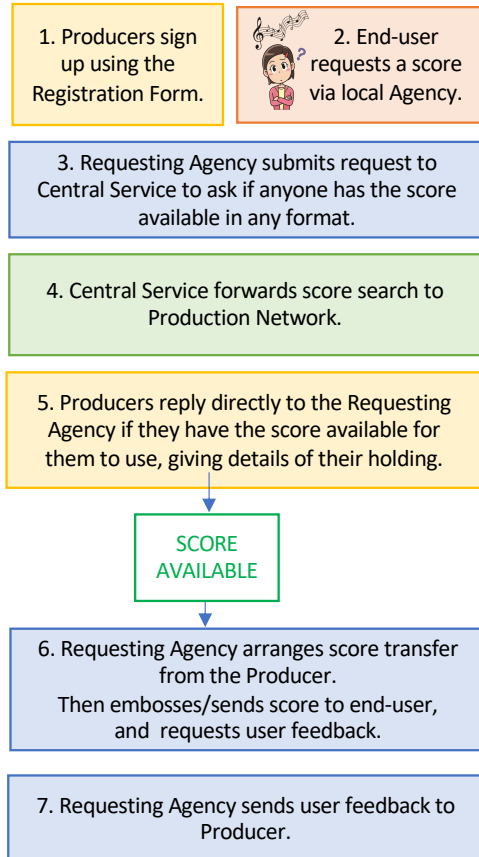 1. Producers sign
up using the
Registration Form.
2. End-user
requests a score
via local Agency.
3. Requesting Agency submits request to
Central Service to ask if anyone has the score
available in any format.
4. Central Service forwards score search to
Production Network.
5. Producers reply directly to the Requesting
Agency if they have the score available for
them to use, giving details of their holding.
SCORE
AVAILABLE
6. Requesting Agency arranges score transfer
from the Producer.
Then embosses/sends score to end-user,
and requests user feedback.
7. Requesting Agency sends user feedback to
Producer.